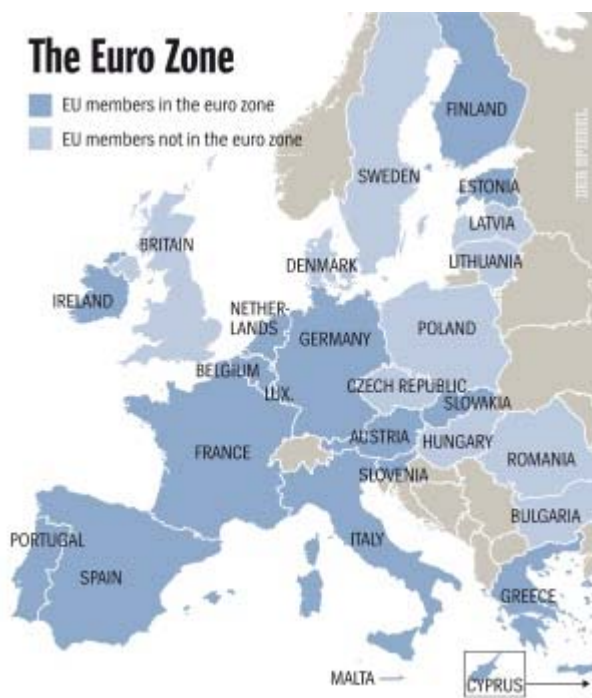 The Euro Zone
EU members in the euro zone
EU members not in the euro zone
FINLAND
DER SPIEGEL
SWEDEN
ESTONIA
LATVIA
BRITAIN
LITHUANIA
DENMARK
IRELAND
NETHER-
LANDS
GERMANY
POLAND
BELGiUM
CZECH REPUBLIC
LUX.
SLOVAKIA
AUSTRIA
HUNGARY
FRANCE
ROMANIA
SLOVENIA
BULGARIA
PORTUGAL
ITALY
SPAIN
GREECE
MALTA
CYPRUS